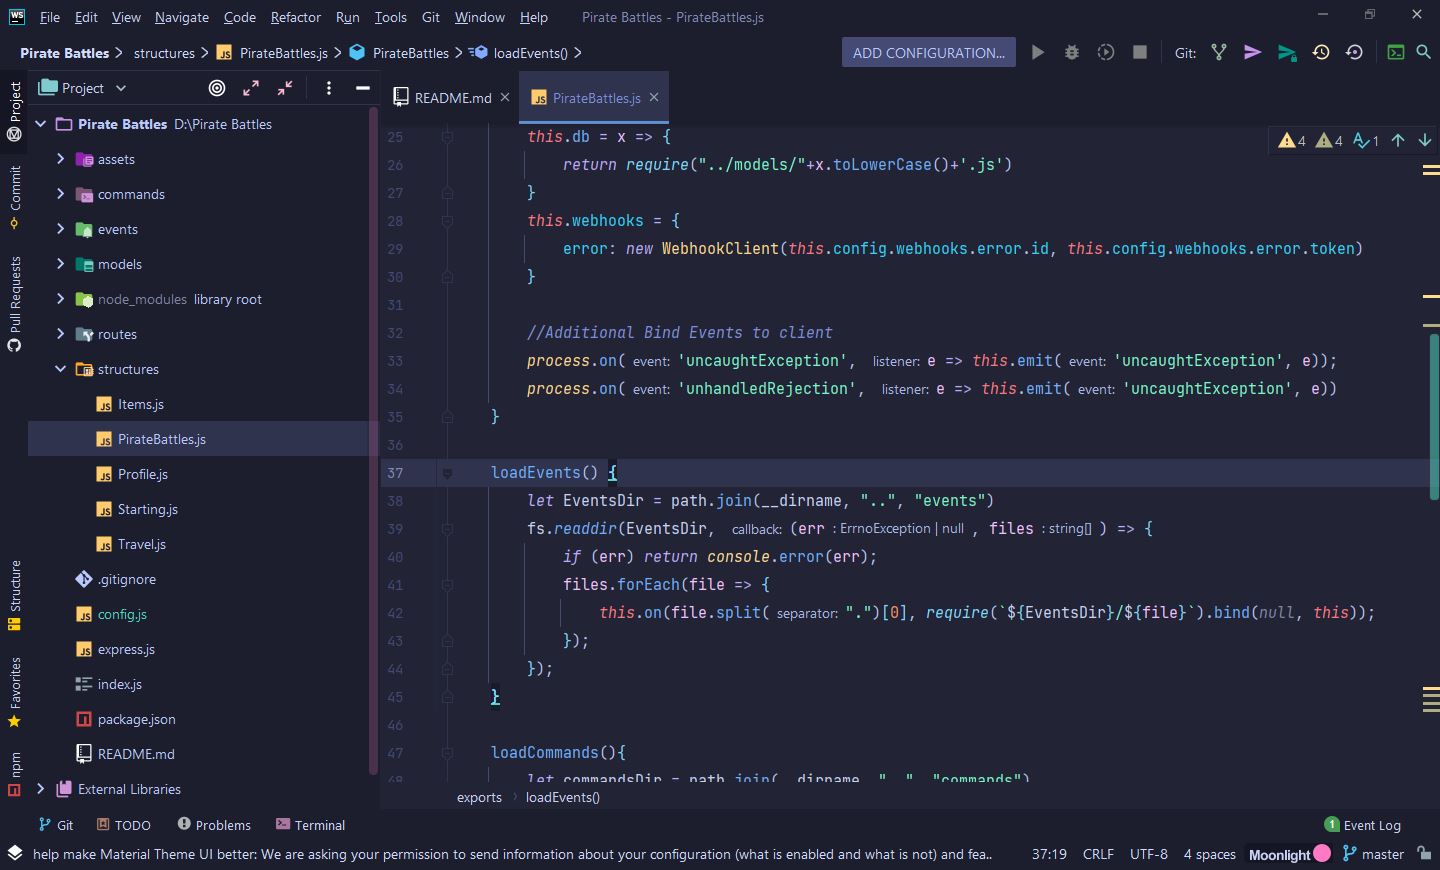 WS File Edit View Navigate Code Refactor Run Tools Git Window Help Pirate Battles - PirateBattles.js
Pirate Battles structures JS PirateBattles.js PirateBattles loadEvents() ADD CONFIGURATION... Git:
Project
Commit
Pull Requests
Structure
Favorites
npm
Project
Pirate Battles D:\Pirate Battles
assets
commands
events
models
node_modules library root
routes
structures
JS Items.js
JS PirateBattles.js
JS Profile.js
JS Starting.js
JS Travel.js
.gitignore
JS config.js
JS express.js
index.js
package.json
README.md
External Libraries
README.md JS PirateBattles.js
4 4 1
25 this.db = x => {
26 return require("../models/"+x.toLowerCase()+'.js')
27 }
28 this.webhooks = {
29 error: new WebhookClient(this.config.webhooks.error.id, this.config.webhooks.error.token)
30 }
31
32 //Additional Bind Events to client
33 process.on( event: 'uncaughtException', listener: e => this.emit( event: 'uncaughtException', e));
34 process.on( event: 'unhandledRejection', listener: e => this.emit( event: 'uncaughtException', e))
35 }
36
37 loadEvents() {
38 let EventsDir = path.join(__dirname, "..", "events")
39 fs.readdir(EventsDir, callback: (err : ErrnoException | null , files : string[] ) => {
40 if (err) return console.error(err);
41 files.forEach(file => {
42 this.on(file.split( separator: ".")[0], require(`${EventsDir}/${file}`).bind(null, this));
43 });
44 });
45 }
46
47 loadCommands(){
48 let commandsDir = path.join(__dirname, "..", "commands")
exports loadEvents()
Git TODO Problems Terminal 1 Event Log
help make Material Theme UI better: We are asking your permission to send information about your configuration (what is enabled and what is not) and fea.. 37:19 CRLF UTF-8 4 spaces Moonlight master